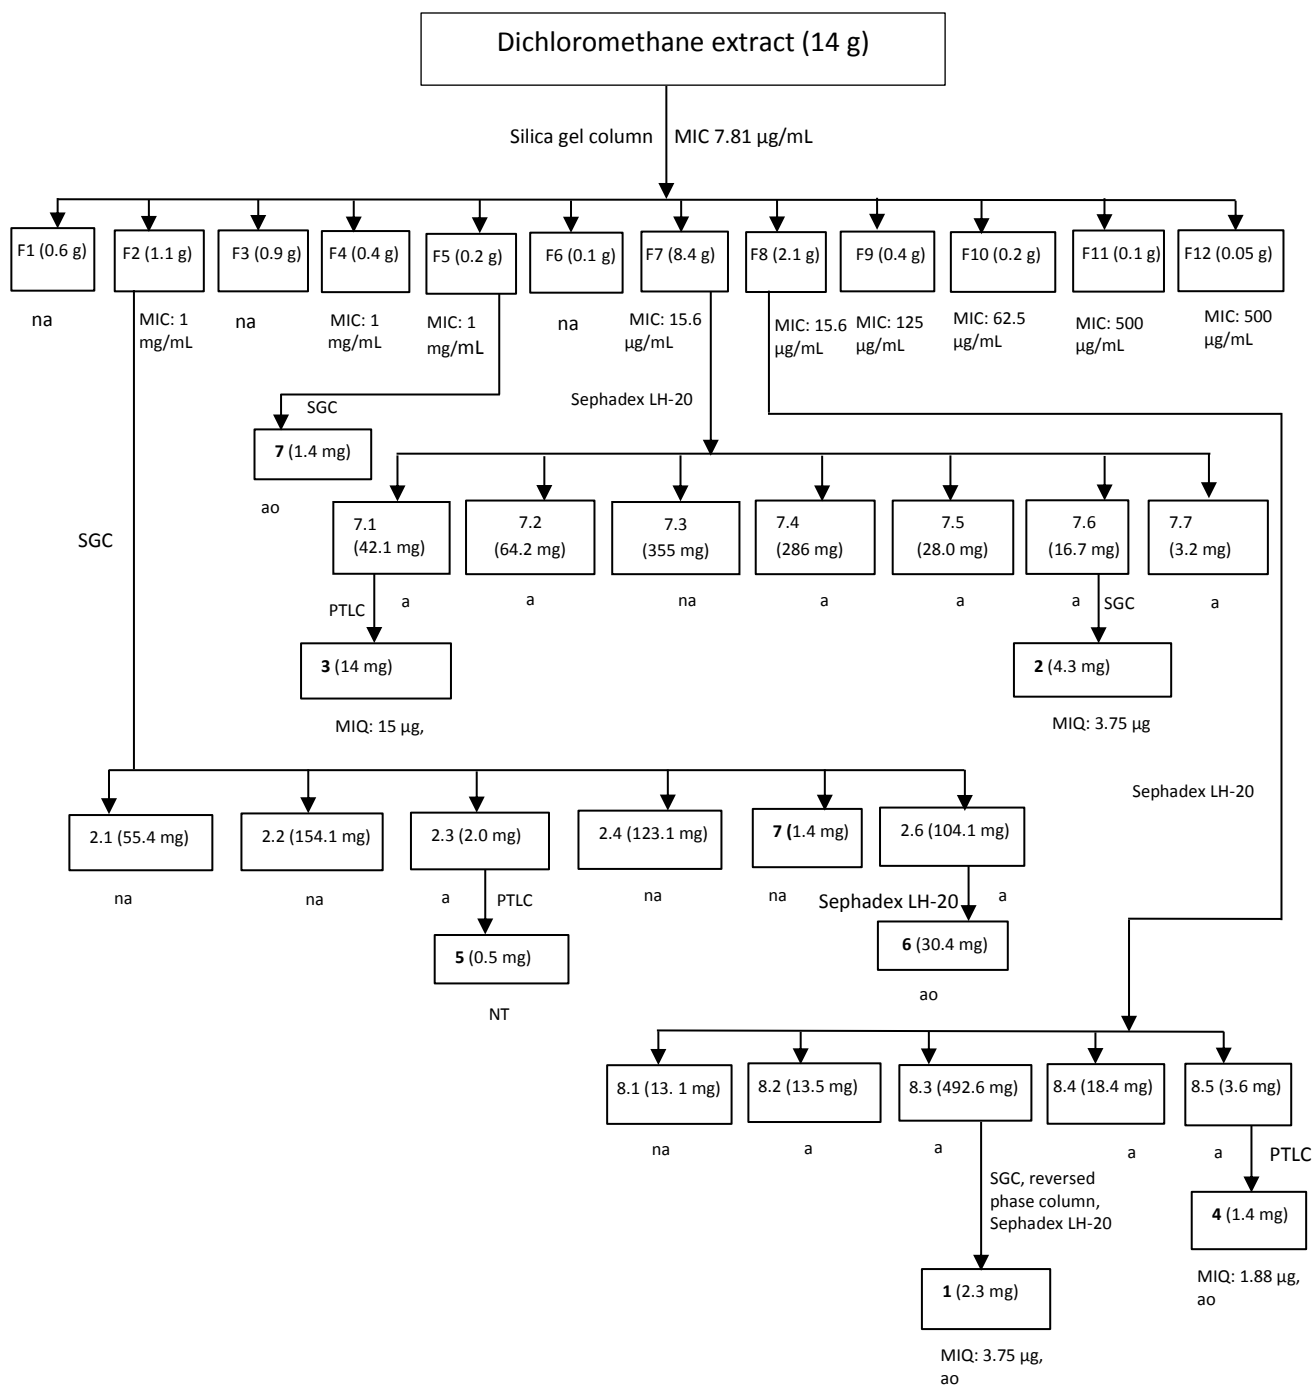 Dichloromethane extract (14 g)
Silica gel column
MIC 7.81 µg/mL
F1 (0.6 g)
F2 (1.1 g)
F3 (0.9 g)
F4 (0.4 g)
F5 (0.2 g)
F6 (0.1 g)
F7 (8.4 g)
F8 (2.1 g)
F9 (0.4 g)
F10 (0.2 g)
F11 (0.1 g)
F12 (0.05 g)
na
MIC: 1
mg/mL
na
MIC: 1
mg/mL
MIC: 1
mg/mL
na
MIC: 15.6
µg/mL
MIC: 15.6
µg/mL
MIC: 125
µg/mL
MIC: 62.5
µg/mL
MIC: 500
µg/mL
MIC: 500
µg/mL
SGC
Sephadex LH-20
7 (1.4 mg)
ao
SGC
7.1
(42.1 mg)
7.2
(64.2 mg)
7.3
(355 mg)
7.4
(286 mg)
7.5
(28.0 mg)
7.6
(16.7 mg)
7.7
(3.2 mg)
PTLC
a
a
na
a
a
a
SGC
a
3 (14 mg)
2 (4.3 mg)
MIQ: 15 µg,
MIQ: 3.75 µg
Sephadex LH-20
2.1 (55.4 mg)
2.2 (154.1 mg)
2.3 (2.0 mg)
2.4 (123.1 mg)
7 (1.4 mg)
2.6 (104.1 mg)
na
na
a
PTLC
na
na
Sephadex LH-20
a
5 (0.5 mg)
6 (30.4 mg)
NT
ao
8.1 (13. 1 mg)
8.2 (13.5 mg)
8.3 (492.6 mg)
8.4 (18.4 mg)
8.5 (3.6 mg)
na
a
a
a
a
PTLC
SGC, reversed
phase column,
Sephadex LH-20
4 (1.4 mg)
1 (2.3 mg)
MIQ: 1.88 µg,
ao
MIQ: 3.75 µg,
ao